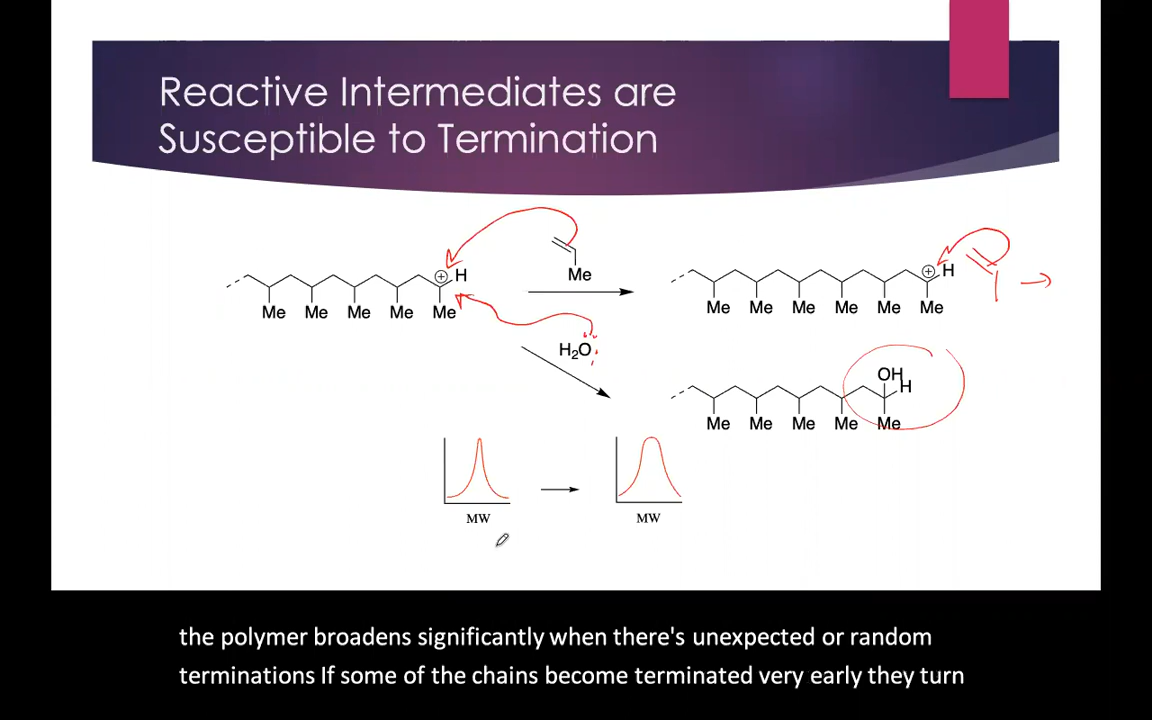 Reactive Intermediates are
Susceptible to Termination
Me
H
Me Me Me Me Me
H
Me Me Me Me Me Me
H₂O
OH
H
Me Me Me Me Me
MW
MW
the polymer broadens significantly when there's unexpected or random
terminations If some of the chains become terminated very early they turn